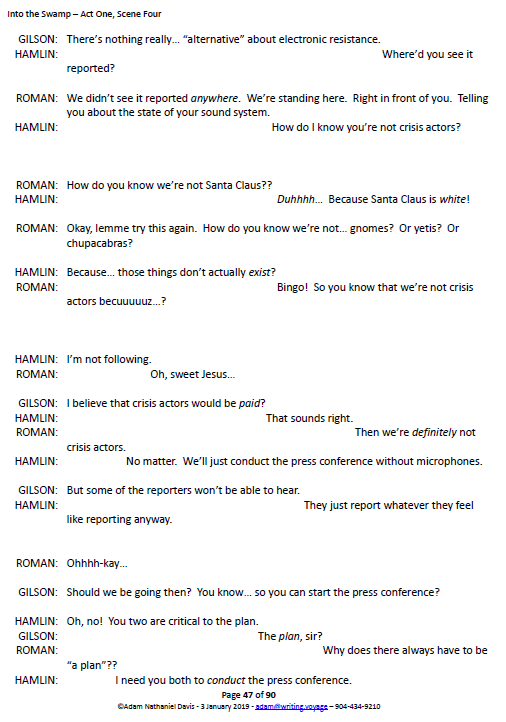 Into the Swamp – Act One, Scene Four
GILSON: There's nothing really… “alternative” about electronic resistance.
HAMLIN: Where'd you see it
reported?
ROMAN: We didn't see it reported anywhere. We're standing here. Right in front of you. Telling
you about the state of your sound system.
HAMLIN: How do I know you're not crisis actors?
ROMAN: How do you know we're not Santa Claus??
HAMLIN: Duhhhh… Because Santa Claus is white!
ROMAN: Okay, lemme try this again. How do you know we're not… gnomes? Or yetis? Or
chupacabras?
HAMLIN: Because… those things don't actually exist?
ROMAN: Bingo! So you know that we're not crisis
actors becuuuuuz…?
HAMLIN: I'm not following.
ROMAN: Oh, sweet Jesus…
GILSON: I believe that crisis actors would be paid?
HAMLIN: That sounds right.
ROMAN: Then we're definitely not
crisis actors.
HAMLIN: No matter. We'll just conduct the press conference without microphones.
GILSON: But some of the reporters won't be able to hear.
HAMLIN: They just report whatever they feel
like reporting anyway.
ROMAN: Ohhhh-kay…
GILSON: Should we be going then? You know… so you can start the press conference?
HAMLIN: Oh, no! You two are critical to the plan.
GILSON: The plan, sir?
ROMAN: Why does there always have to be
“a plan”??
HAMLIN: I need you both to conduct the press conference.
Page 47 of 90
©Adam Nathaniel Davis - 3 January 2019 - adam@writing.voyage – 904-434-9210